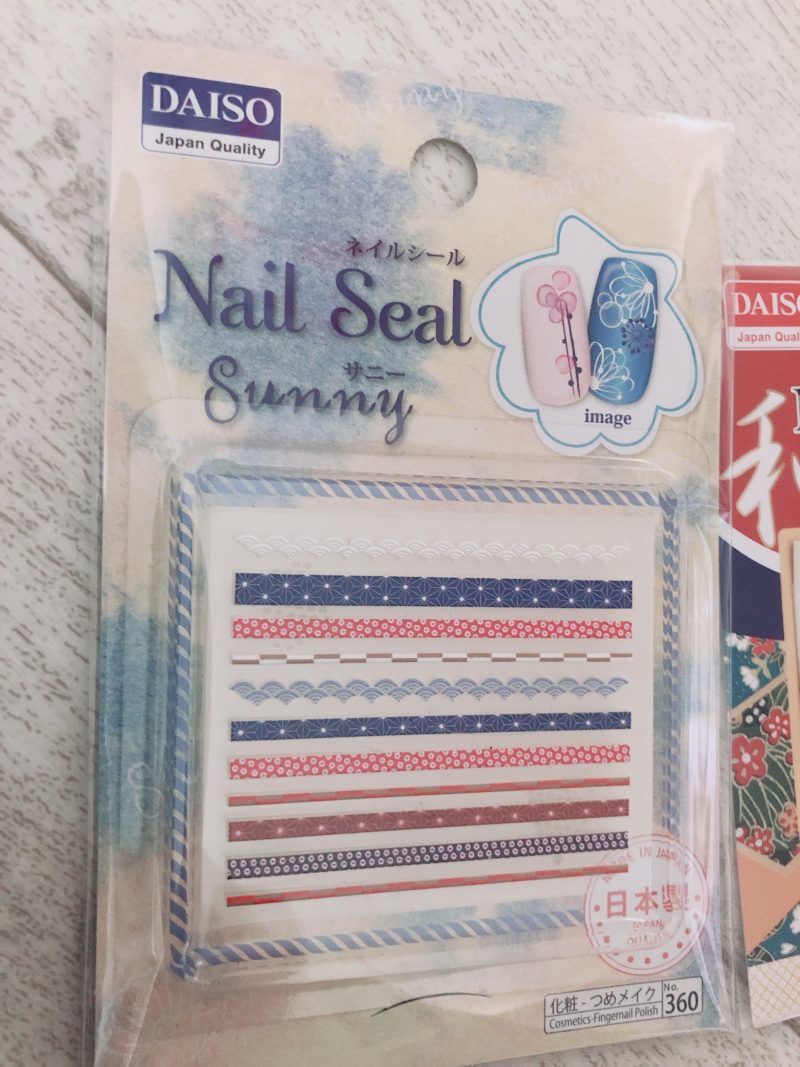 Sunny
Sunny
DAISO
Japan Quality
ネイルシール
Nail Seal
サニー
Sunny
image
MADE IN JAPAN
日本製
JAPAN
QUALITY
化粧 - つめメイク
Cosmetics-Fingernail Polish
No.
360
DAISO
Japan